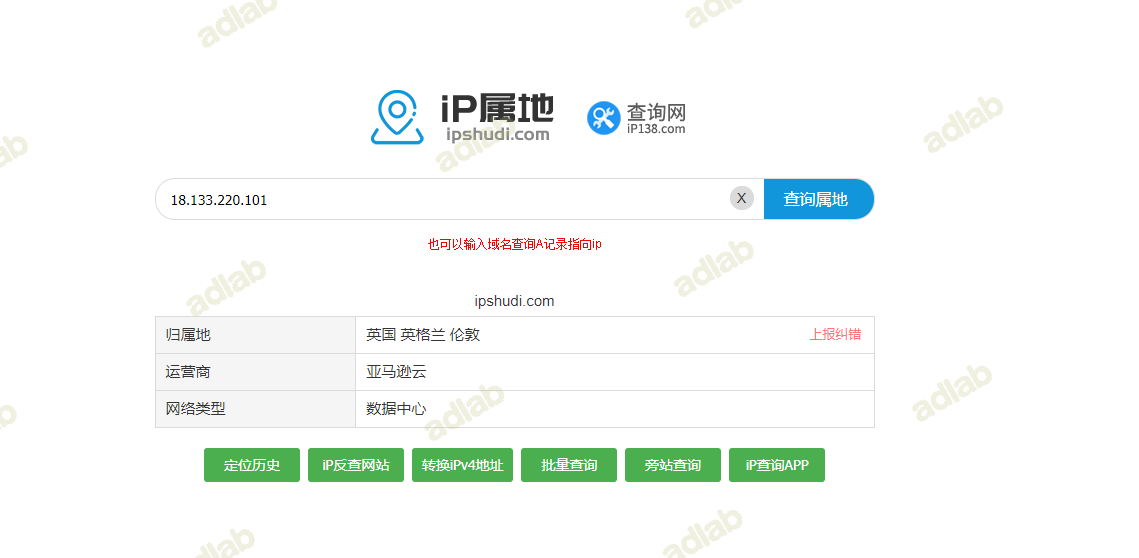 adlab
adlab
iP属地
ipshudi.com
查询网
iP138.com
adlab
adlab
adlab
18.133.220.101
X
查询属地
也可以输入域名查询A记录指向ip
adlab
adlab
ipshudi.com
归属地
英国 英格兰 伦敦
上报纠错
运营商
亚马逊云
网络类型
数据中心
adlab
adlab
adlab
定位历史
iP反查网站
转换iPv4地址
批量查询
旁站查询
iP查询APP
adlab
adlab